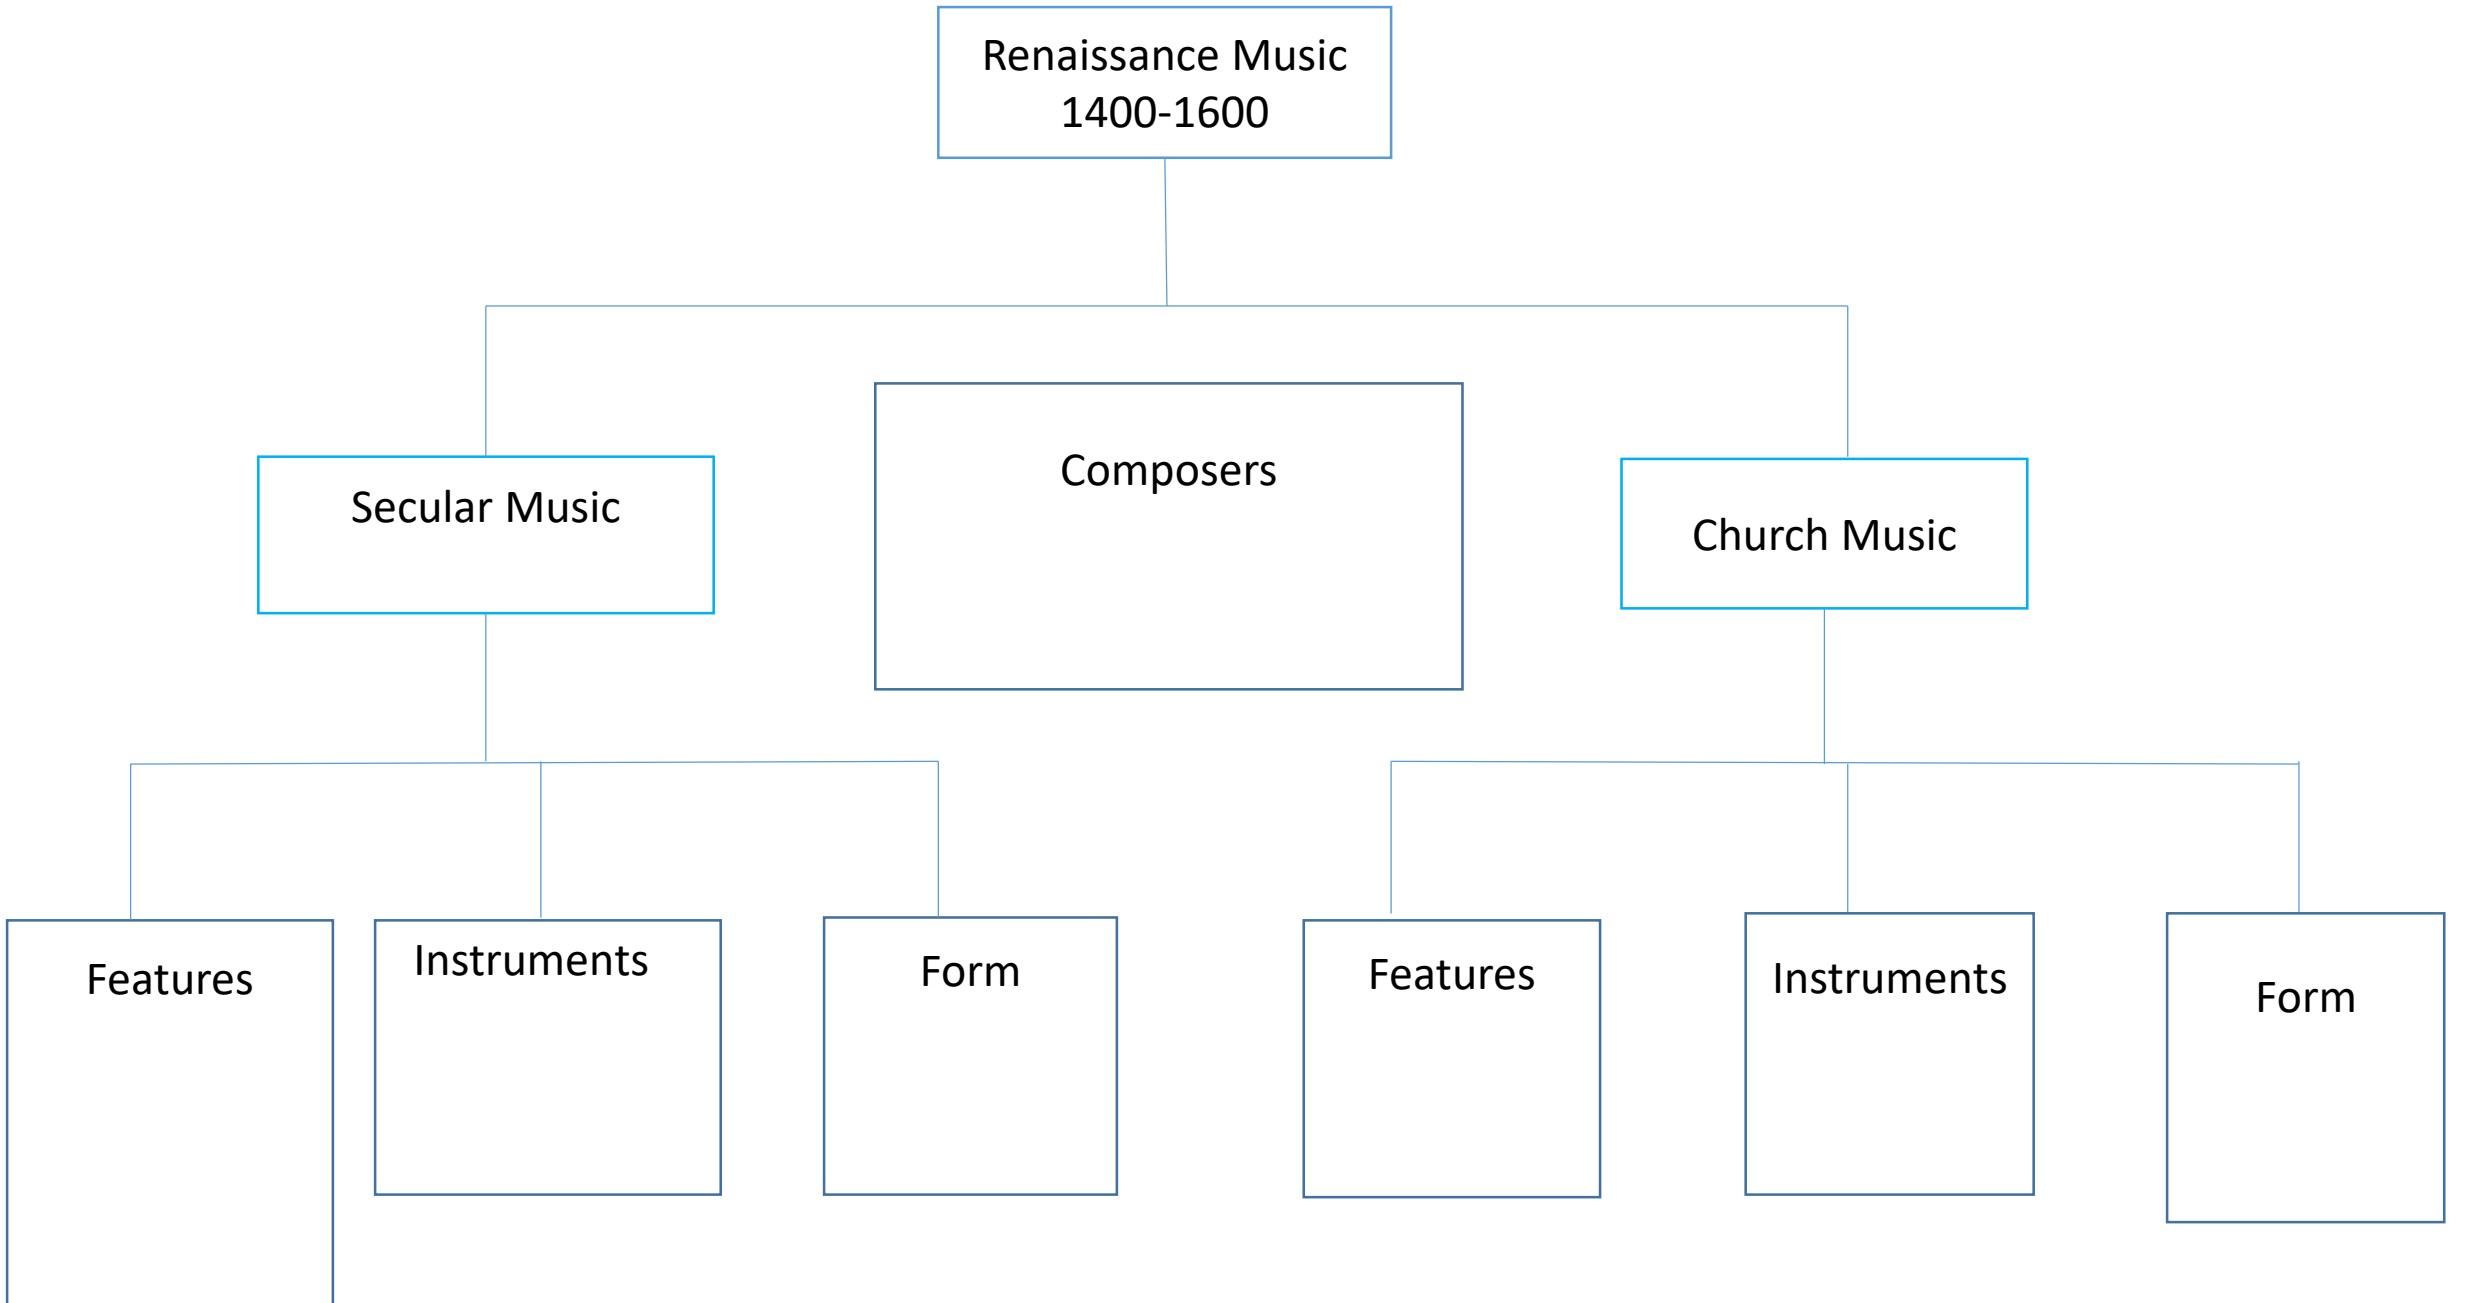 Renaissance Music
1400-1600
Composers
Secular Music
Church Music
Features
Instruments
Form
Features
Instruments
Form